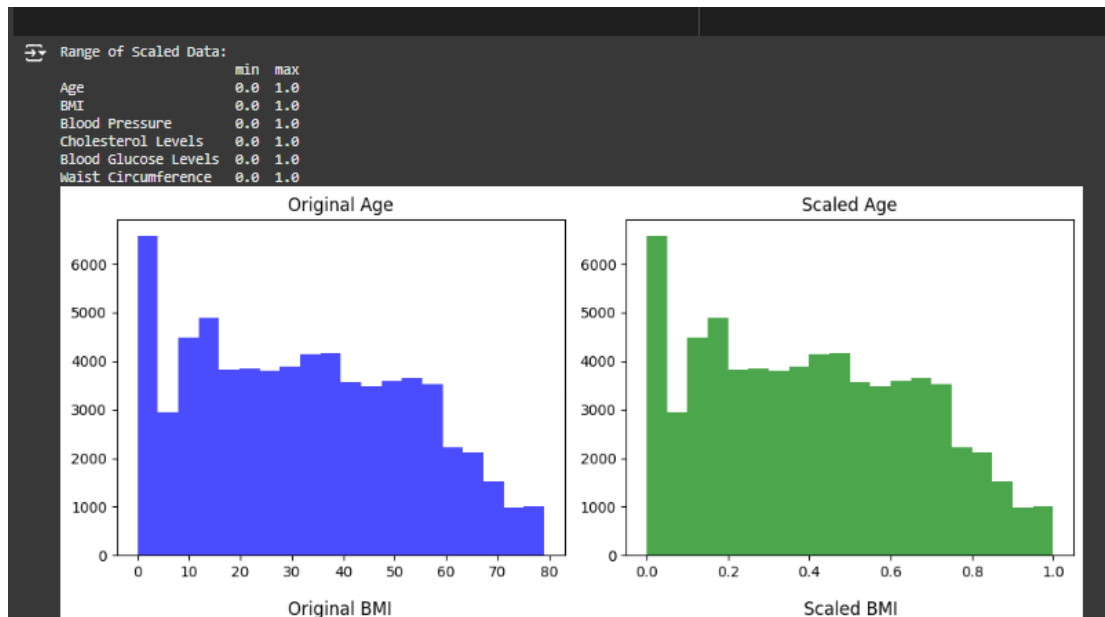 Range of Scaled Data:
min max
Age 0.0 1.0
BMI 0.0 1.0
Blood Pressure 0.0 1.0
Cholesterol Levels 0.0 1.0
Blood Glucose Levels 0.0 1.0
Waist Circumference 0.0 1.0
Original Age
6000
5000
4000
3000
2000
1000
0
0 10 20 30 40 50 60 70 80
Scaled Age
6000
5000
4000
3000
2000
1000
0
0.0 0.2 0.4 0.6 0.8 1.0
Original BMI
Scaled BMI